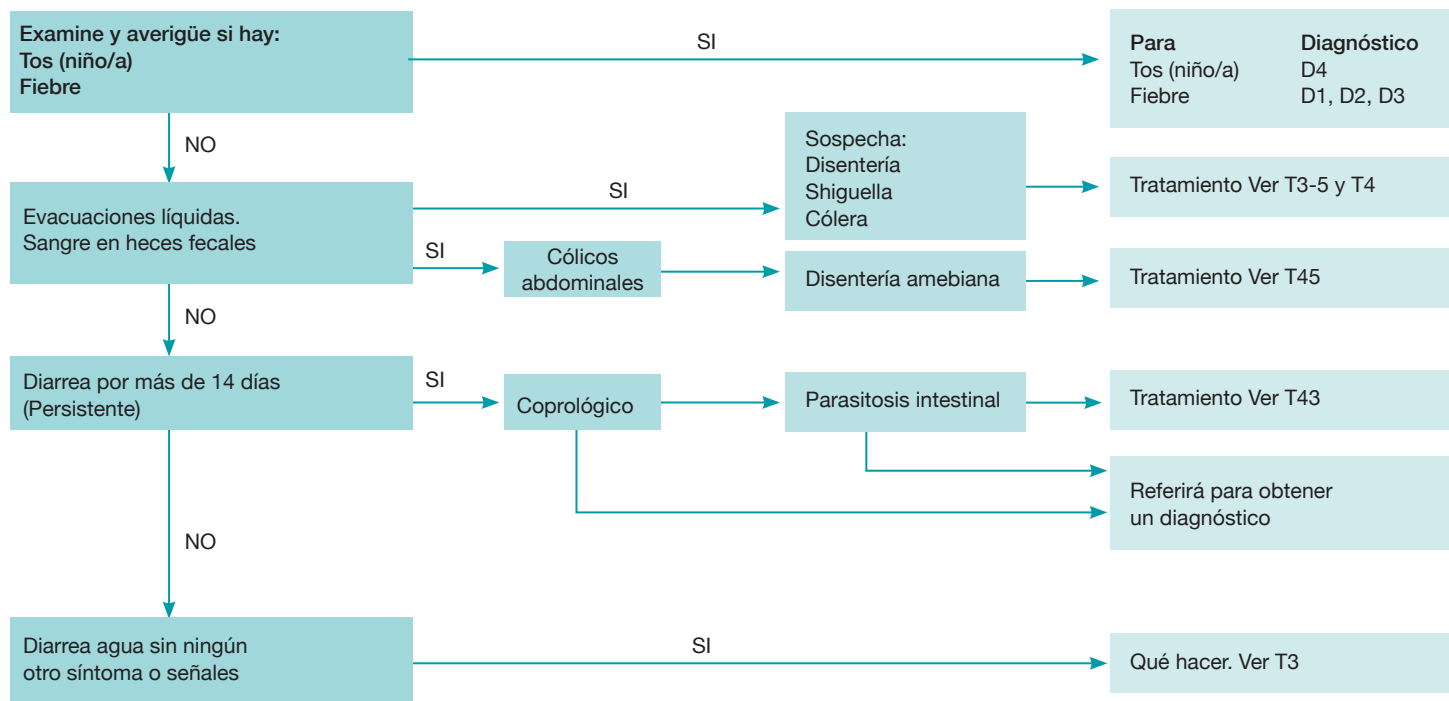 Examine y averigüe si hay:
Tos (niño/a)
Fiebre
SI
Para Diagnóstico
Tos (niño/a) D4
Fiebre D1, D2, D3
NO
Evacuaciones líquidas.
Sangre en heces fecales
SI
Sospecha:
Disentería
Shiguella
Cólera
Tratamiento Ver T3-5 y T4
SI
Cólicos
abdominales
Disentería amebiana
Tratamiento Ver T45
NO
Diarrea por más de 14 días
(Persistente)
SI
Coprológico
Parasitosis intestinal
Tratamiento Ver T43
Referirá para obtener
un diagnóstico
NO
Diarrea agua sin ningún
otro síntoma o señales
SI
Qué hacer. Ver T3